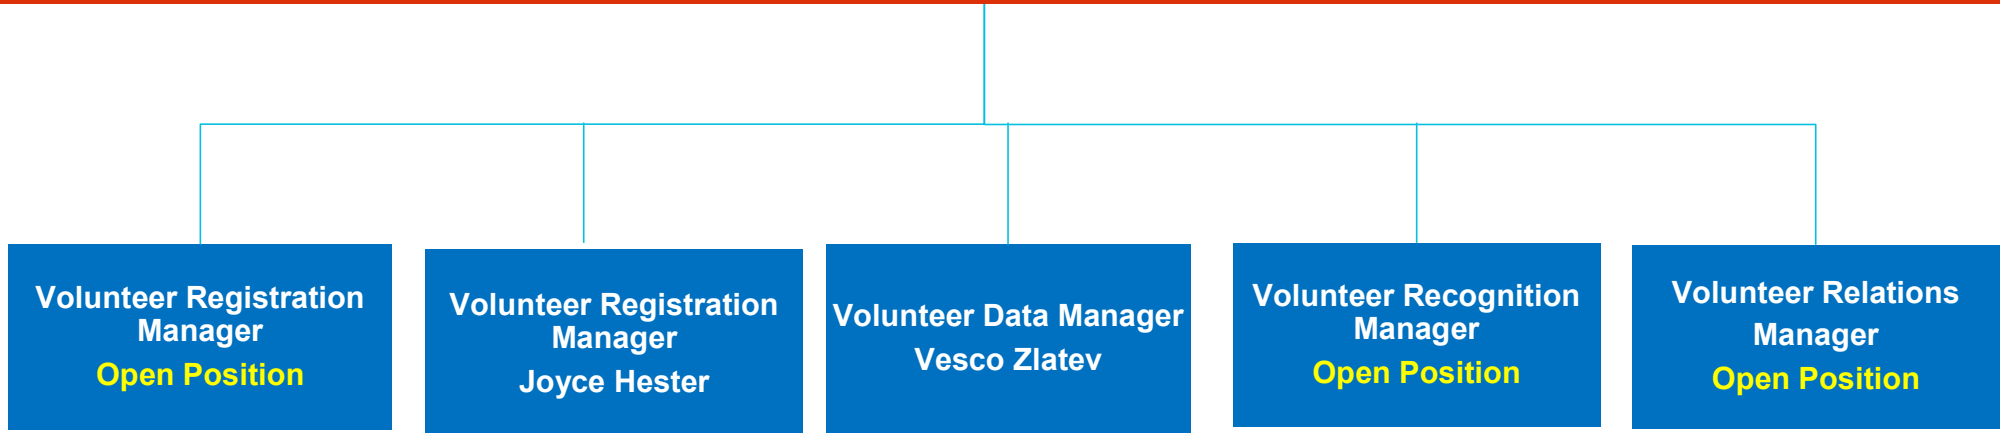 Volunteer Registration
Manager
Open Position
Volunteer Registration
Manager
Joyce Hester
Volunteer Data Manager
Vesco Zlatev
Volunteer Recognition
Manager
Open Position
Volunteer Relations
Manager
Open Position